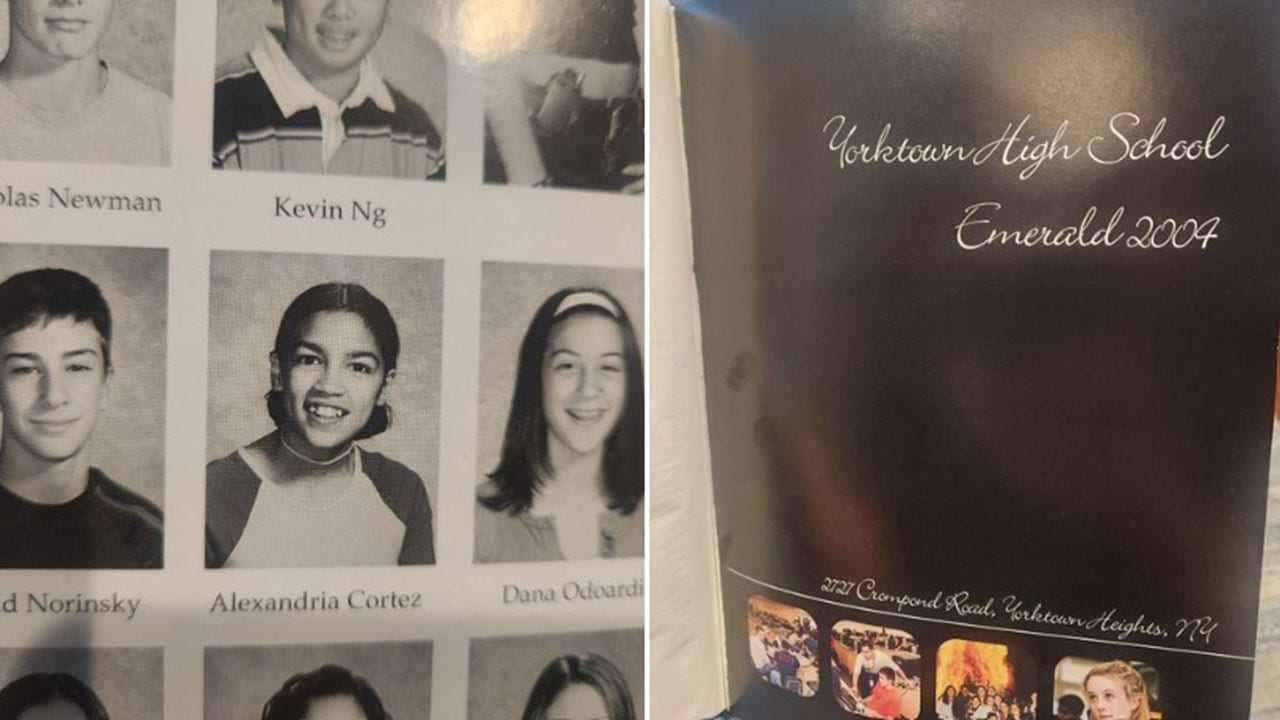 olas Newman
Kevin Ng
d Norinsky
Alexandria Cortez
Dana Odoardi
Yorktown High School
Emerald 2004
2727 Crompond Road, Yorktown Heights, NY